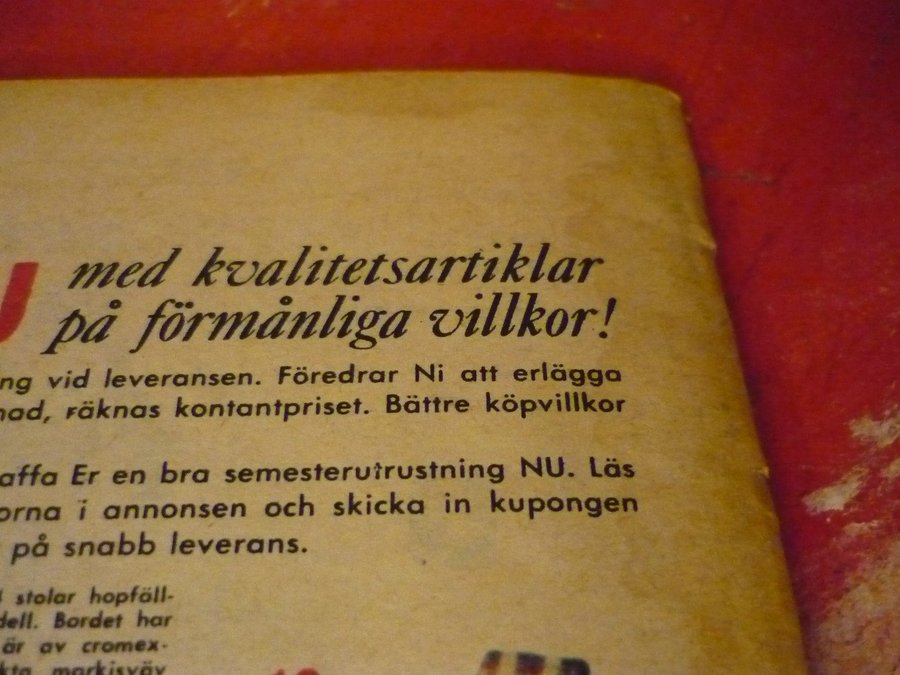 U med kvalitetsartiklar
på förmånliga villkor!
ng vid leveransen. Föredrar Ni att erlägga
nad, räknas kontantpriset. Bättre köpvillkor
affa Er en bra semesterutrustning NU. Läs
orna i annonsen och skicka in kupongen
på snabb leverans.
stolar hopfäll-
dell. Bordet har
är av cromex-
kta markisväv